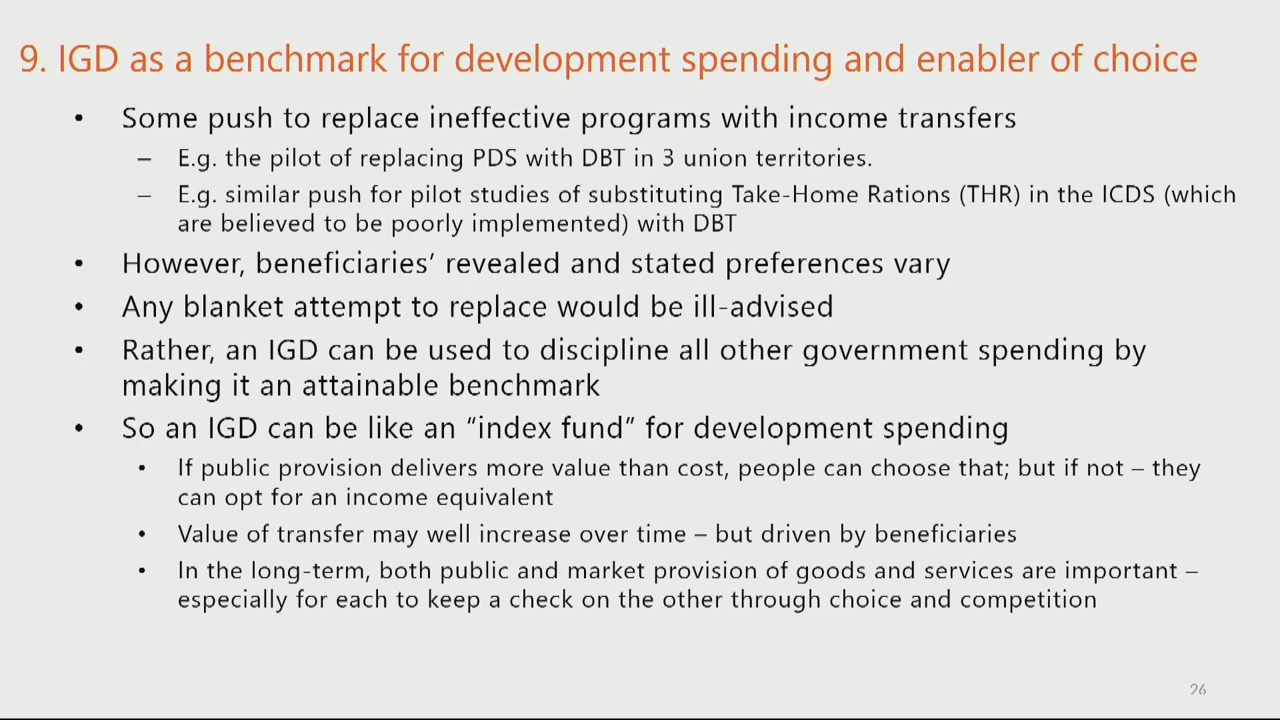 9. IGD as a benchmark for development spending and enabler of choice
• Some push to replace ineffective programs with income transfers
– E.g. the pilot of replacing PDS with DBT in 3 union territories.
– E.g. similar push for pilot studies of substituting Take-Home Rations (THR) in the ICDS (which
are believed to be poorly implemented) with DBT
• However, beneficiaries' revealed and stated preferences vary
• Any blanket attempt to replace would be ill-advised
• Rather, an IGD can be used to discipline all other government spending by
making it an attainable benchmark
• So an IGD can be like an "index fund" for development spending
• If public provision delivers more value than cost, people can choose that; but if not – they
can opt for an income equivalent
• Value of transfer may well increase over time – but driven by beneficiaries
• In the long-term, both public and market provision of goods and services are important –
especially for each to keep a check on the other through choice and competition
26